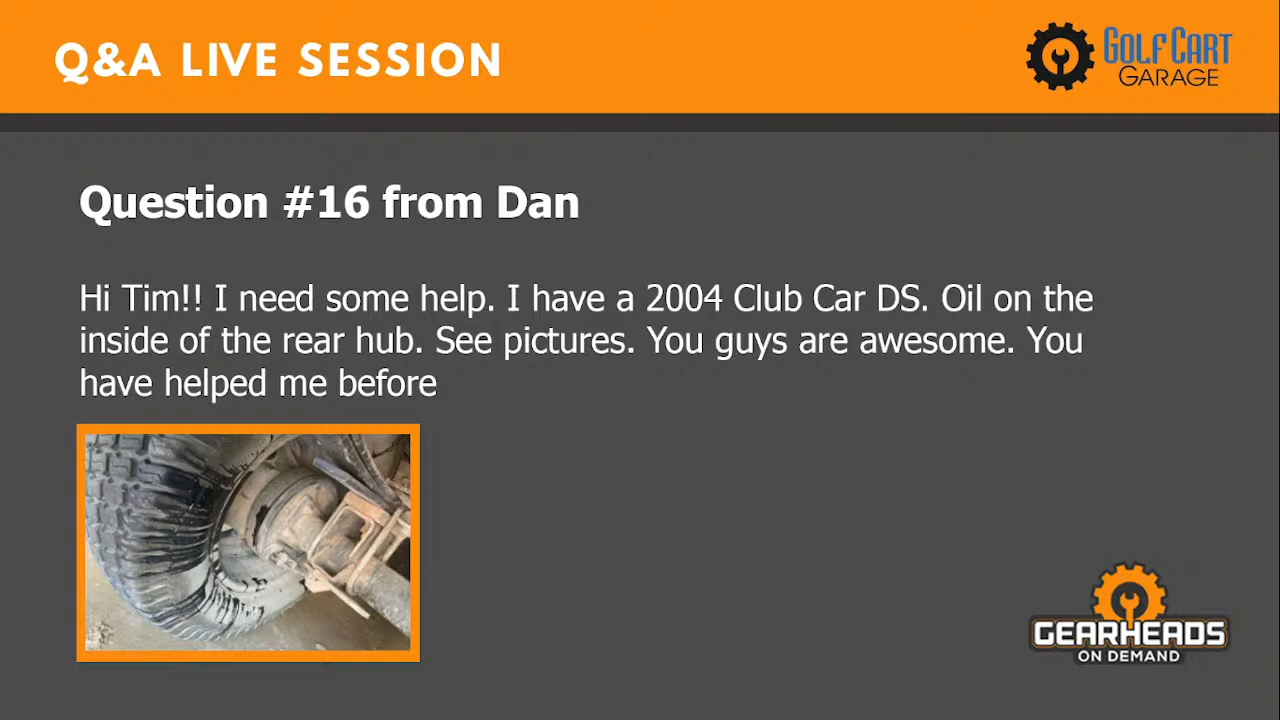 Q&A LIVE SESSION
GOLF CART
GARAGE
Question #16 from Dan
Hi Tim!! I need some help. I have a 2004 Club Car DS. Oil on the
inside of the rear hub. See pictures. You guys are awesome. You
have helped me before
GEARHEADS
ON DEMAND